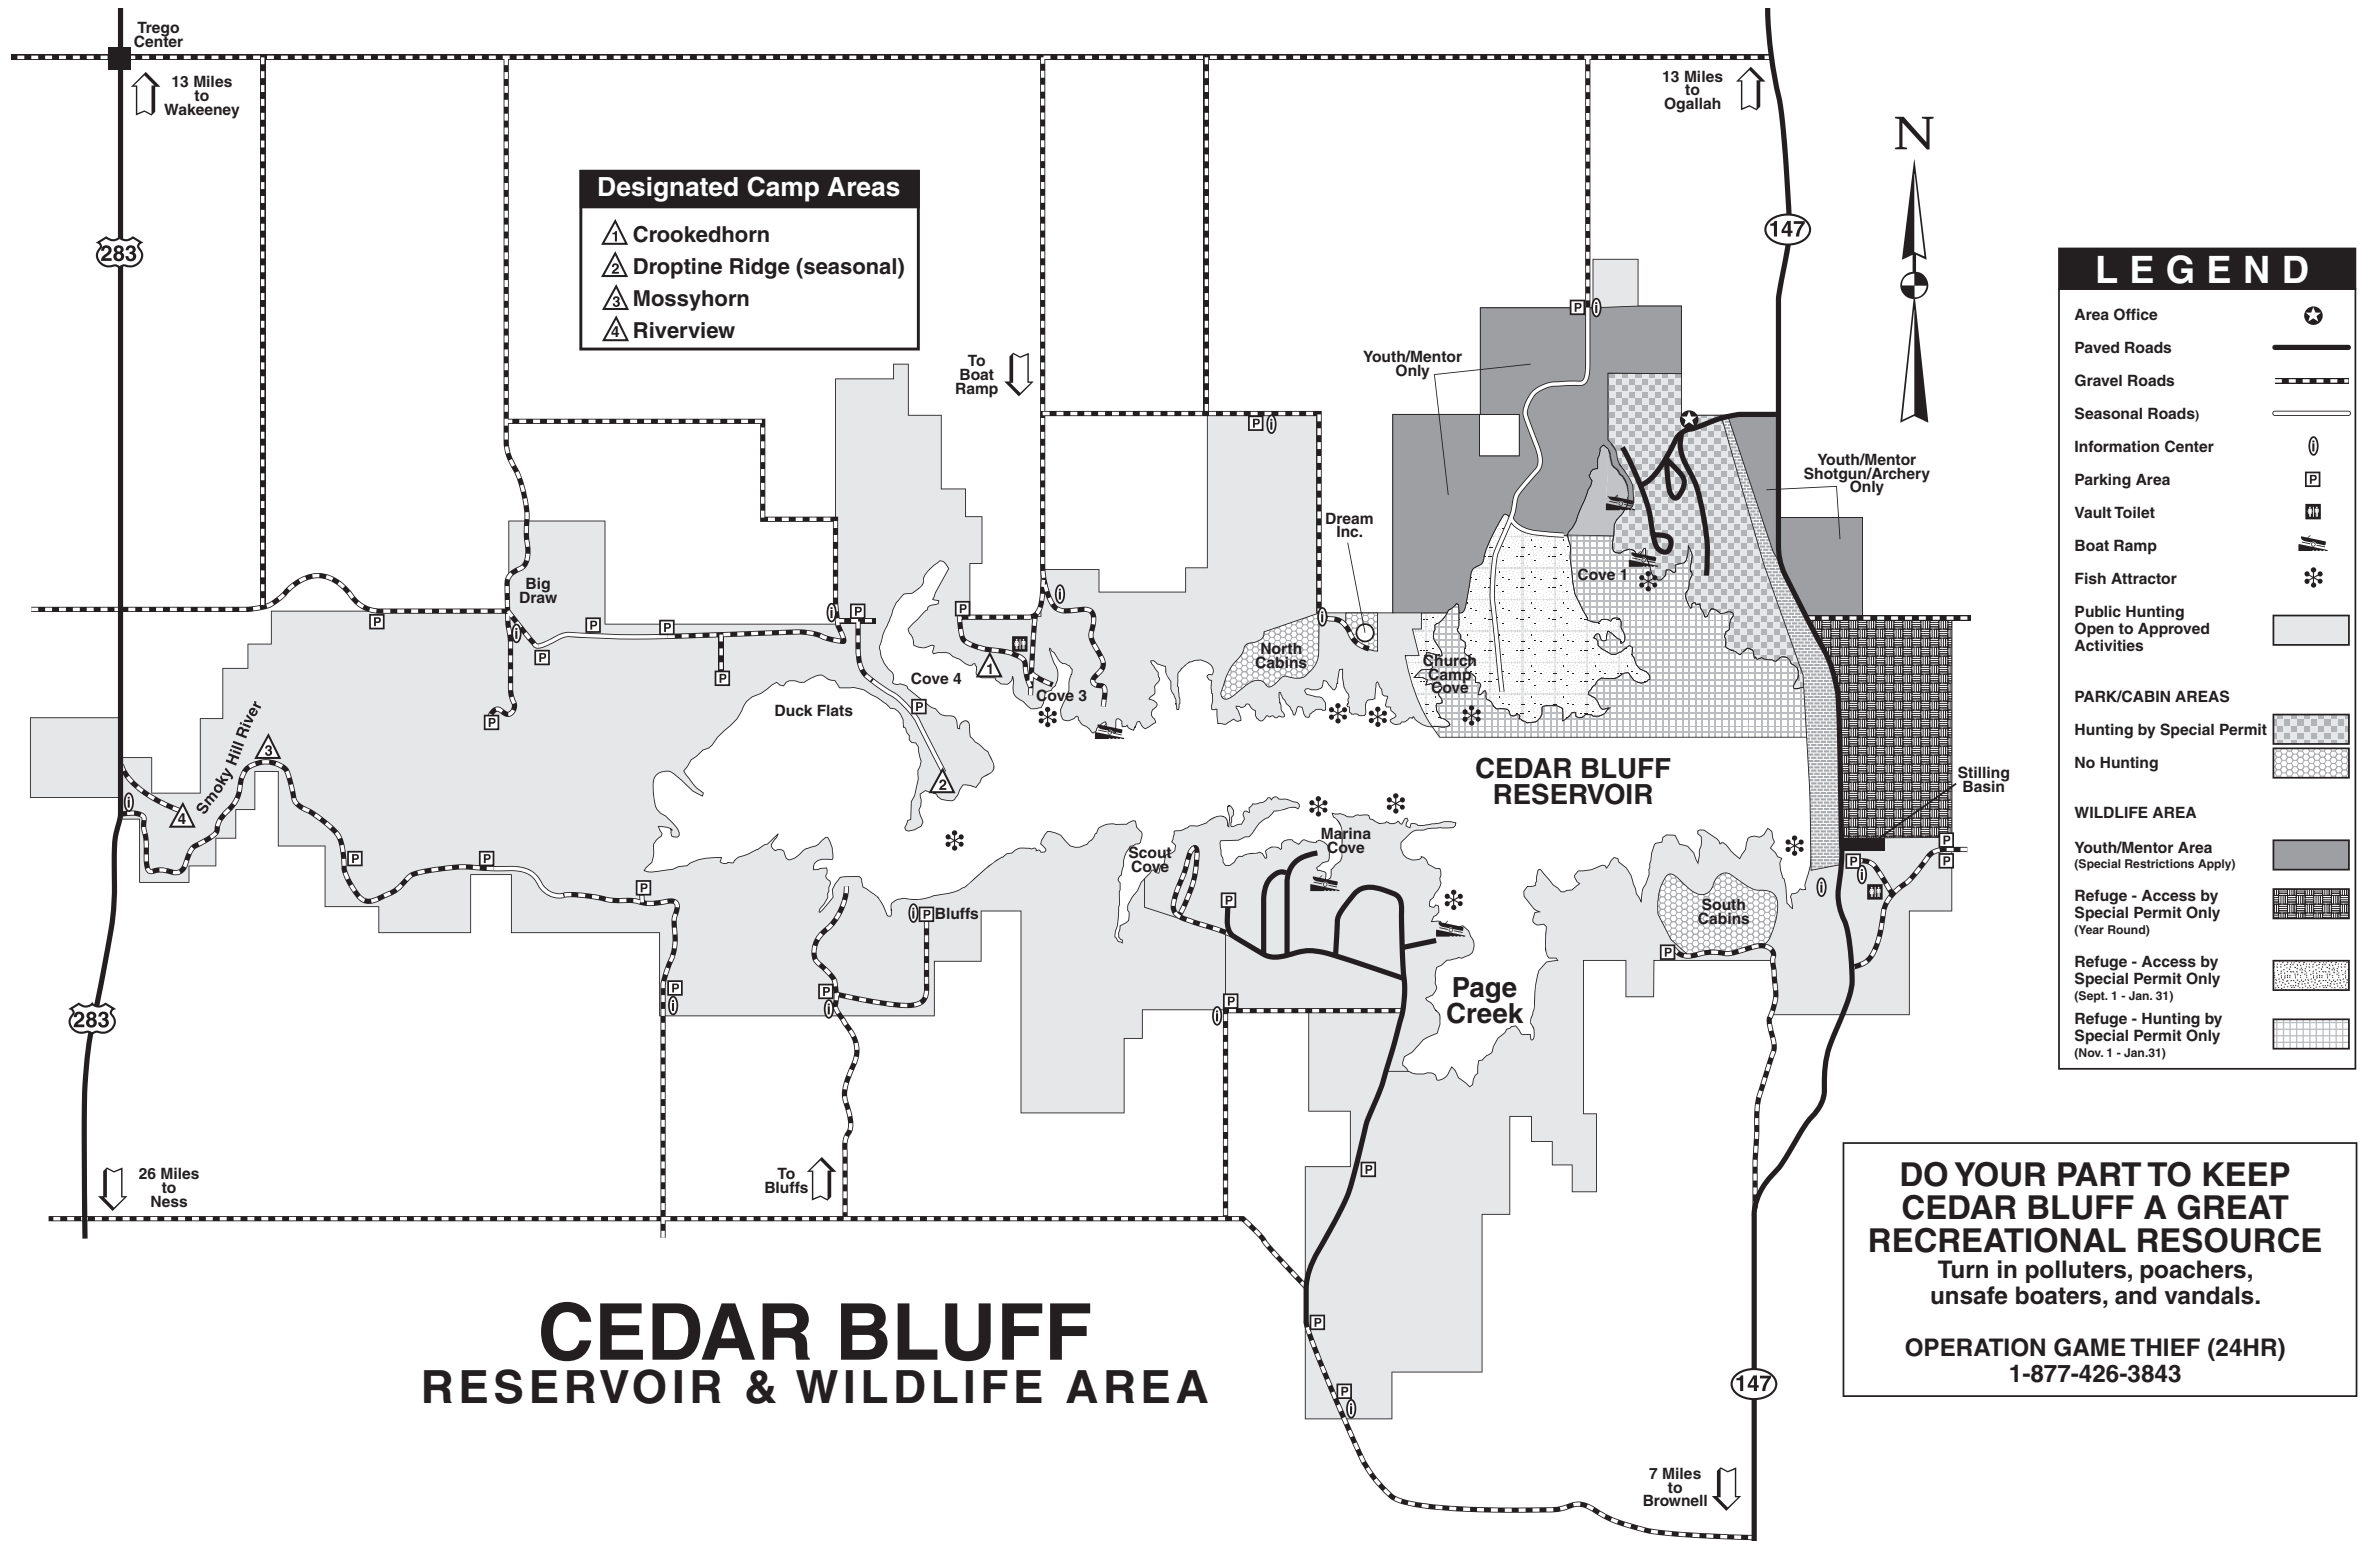 Trego
Center
13 Miles
to
Wakeeney
13 Miles
to
Ogallah
N
283
147
Designated Camp Areas
1 Crookedhorn
2 Droptine Ridge (seasonal)
3 Mossyhorn
4 Riverview
To
Boat
Ramp
Youth/Mentor
Only
Youth/Mentor
Shotgun/Archery
Only
Dream
Inc.
Big
Draw
Cove 1
North
Cabins
Church
Camp
Cove
Cove 4
1
Cove 3
Duck Flats
Smoky Hill River
3
4
2
CEDAR BLUFF
RESERVOIR
Stilling
Basin
Marina
Cove
Scout
Cove
Bluffs
South
Cabins
Page
Creek
283
26 Miles
to
Ness
To
Bluffs
147
7 Miles
to
Brownell
CEDAR BLUFF
RESERVOIR & WILDLIFE AREA
LEGEND
Area Office
Paved Roads
Gravel Roads
Seasonal Roads)
Information Center i
Parking Area P
Vault Toilet
Boat Ramp
Fish Attractor
Public Hunting
Open to Approved
Activities
PARK/CABIN AREAS
Hunting by Special Permit
No Hunting
WILDLIFE AREA
Youth/Mentor Area
(Special Restrictions Apply)
Refuge - Access by
Special Permit Only
(Year Round)
Refuge - Access by
Special Permit Only
(Sept. 1 - Jan. 31)
Refuge - Hunting by
Special Permit Only
(Nov. 1 - Jan.31)
DO YOUR PART TO KEEP
CEDAR BLUFF A GREAT
RECREATIONAL RESOURCE
Turn in polluters, poachers,
unsafe boaters, and vandals.
OPERATION GAME THIEF (24HR)
1-877-426-3843